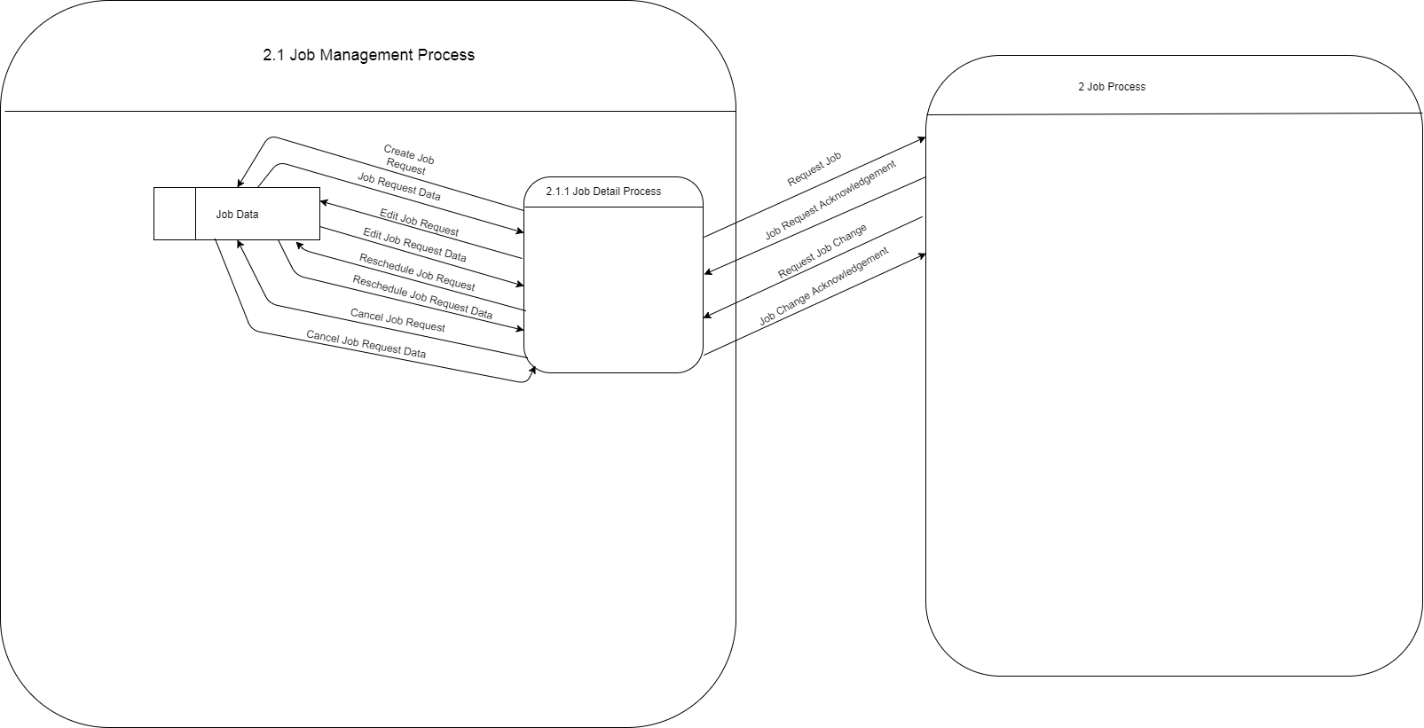 2.1 Job Management Process
2 Job Process
Create Job
Request
Job Request Data
Edit Job Request
Edit Job Request Data
Reschedule Job Request
Reschedule Job Request Data
Cancel Job Request
Cancel Job Request Data
Job Data
2.1.1 Job Detail Process
Request Job
Job Request Acknowledgement
Request Job Change
Job Change Acknowledgement